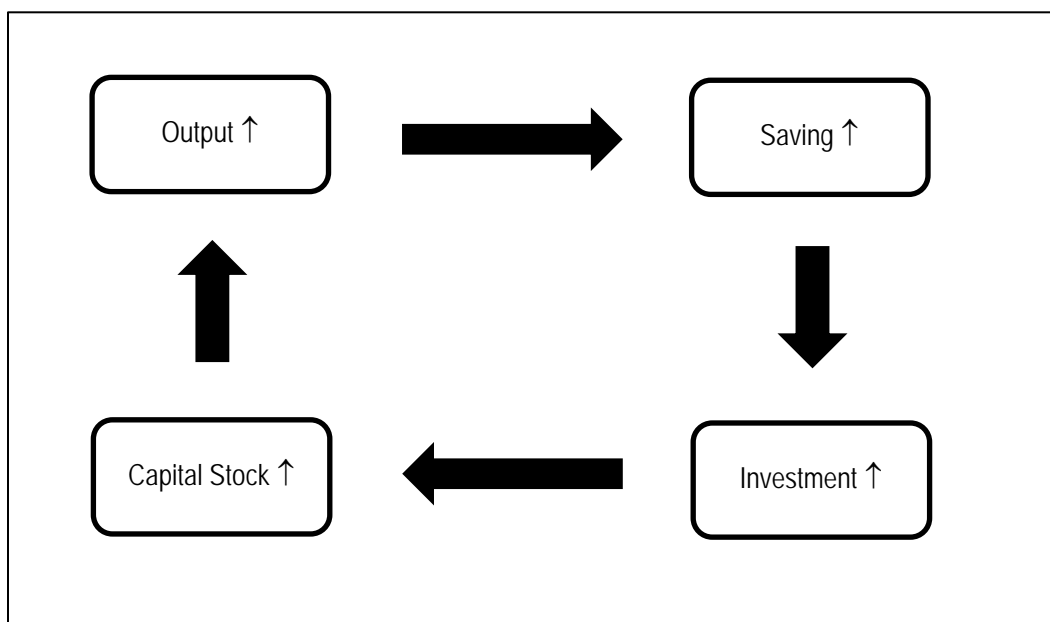 Output ↑
Saving ↑
Capital Stock ↑
Investment ↑